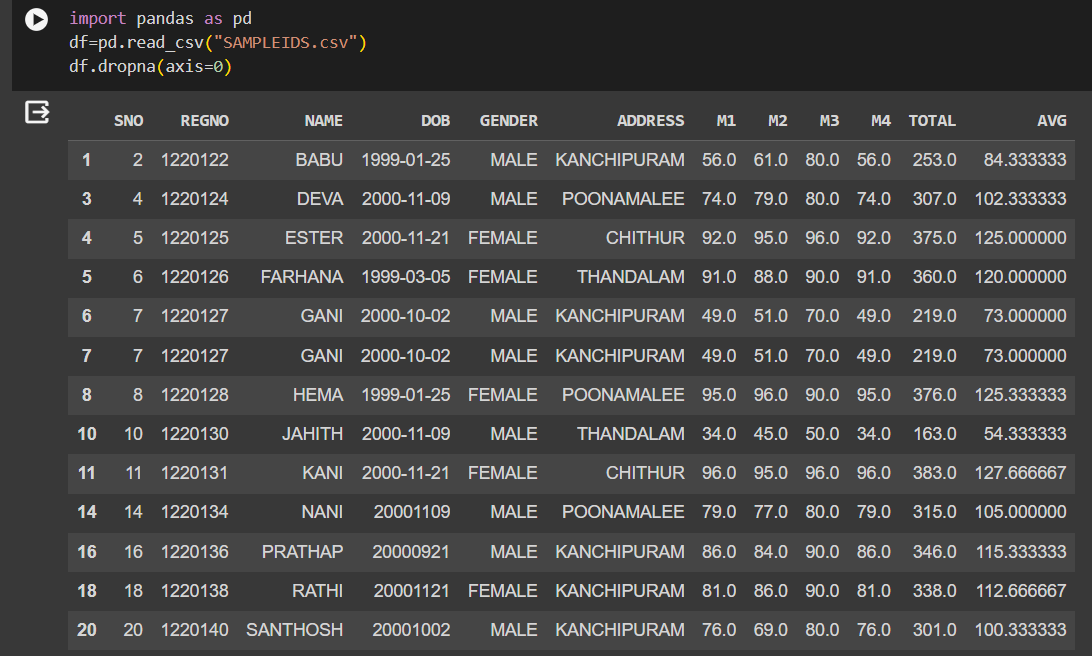 import pandas as pd
df=pd.read_csv("SAMPLEIDS.csv")
df.dropna(axis=0)
SNO REGNO NAME DOB GENDER ADDRESS M1 M2 M3 M4 TOTAL AVG
1 2 1220122 BABU 1999-01-25 MALE KANCHIPURAM 56.0 61.0 80.0 56.0 253.0 84.333333
3 4 1220124 DEVA 2000-11-09 MALE POONAMALEE 74.0 79.0 80.0 74.0 307.0 102.333333
4 5 1220125 ESTER 2000-11-21 FEMALE CHITHUR 92.0 95.0 96.0 92.0 375.0 125.000000
5 6 1220126 FARHANA 1999-03-05 FEMALE THANDALAM 91.0 88.0 90.0 91.0 360.0 120.000000
6 7 1220127 GANI 2000-10-02 MALE KANCHIPURAM 49.0 51.0 70.0 49.0 219.0 73.000000
7 7 1220127 GANI 2000-10-02 MALE KANCHIPURAM 49.0 51.0 70.0 49.0 219.0 73.000000
8 8 1220128 HEMA 1999-01-25 FEMALE POONAMALEE 95.0 96.0 90.0 95.0 376.0 125.333333
10 10 1220130 JAHITH 2000-11-09 MALE THANDALAM 34.0 45.0 50.0 34.0 163.0 54.333333
11 11 1220131 KANI 2000-11-21 FEMALE CHITHUR 96.0 95.0 96.0 96.0 383.0 127.666667
14 14 1220134 NANI 20001109 MALE POONAMALEE 79.0 77.0 80.0 79.0 315.0 105.000000
16 16 1220136 PRATHAP 20000921 MALE KANCHIPURAM 86.0 84.0 90.0 86.0 346.0 115.333333
18 18 1220138 RATHI 20001121 FEMALE KANCHIPURAM 81.0 86.0 90.0 81.0 338.0 112.666667
20 20 1220140 SANTHOSH 20001002 MALE KANCHIPURAM 76.0 69.0 80.0 76.0 301.0 100.333333